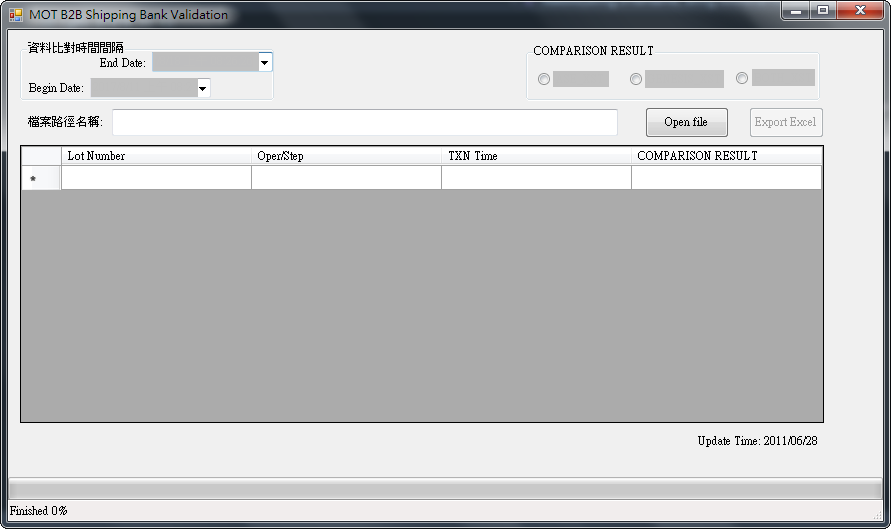 MOT B2B Shipping Bank Validation
資料比對時間間隔
End Date:
Begin Date:
COMPARISON RESULT
檔案路徑名稱:
Open file
Export Excel
Lot Number Oper/Step TXN Time COMPARISON RESULT
*
Update Time: 2011/06/28
Finished 0%